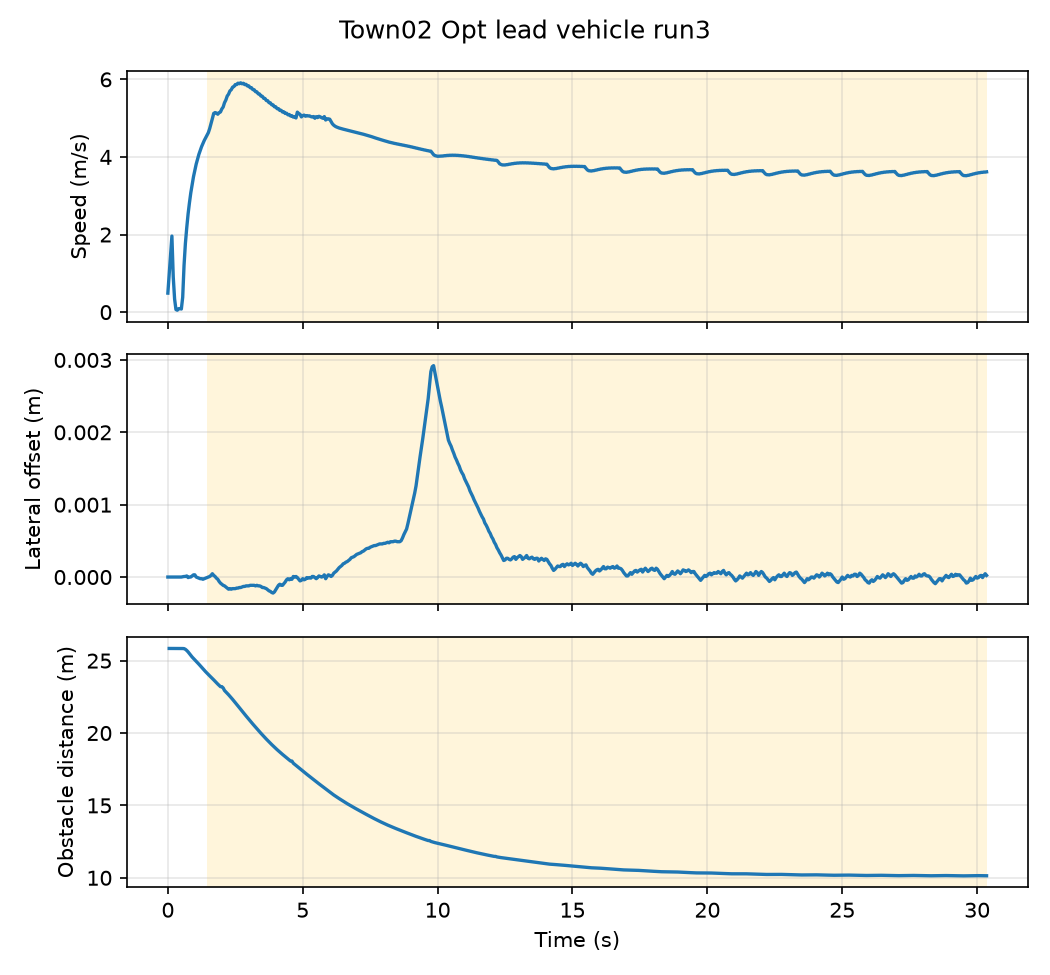 Town02 Opt lead vehicle run3
6
4
2
0
Speed (m/s)
0.003
0.002
0.001
0.000
Lateral offset (m)
25
20
15
10
Obstacle distance (m)
0 5 10 15 20 25 30
Time (s)